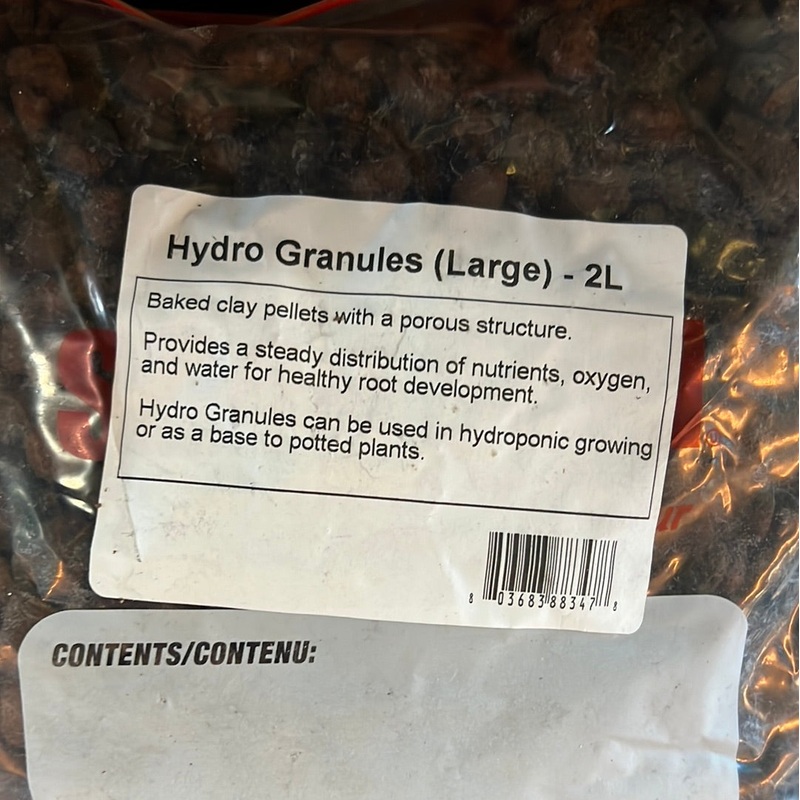 Hydro Granules (Large) - 2L
Baked clay pellets with a porous structure.
Provides a steady distribution of nutrients, oxygen,
and water for healthy root development.
Hydro Granules can be used in hydroponic growing
or as a base to potted plants.
8 03683 88347 8
CONTENTS/CONTENU: